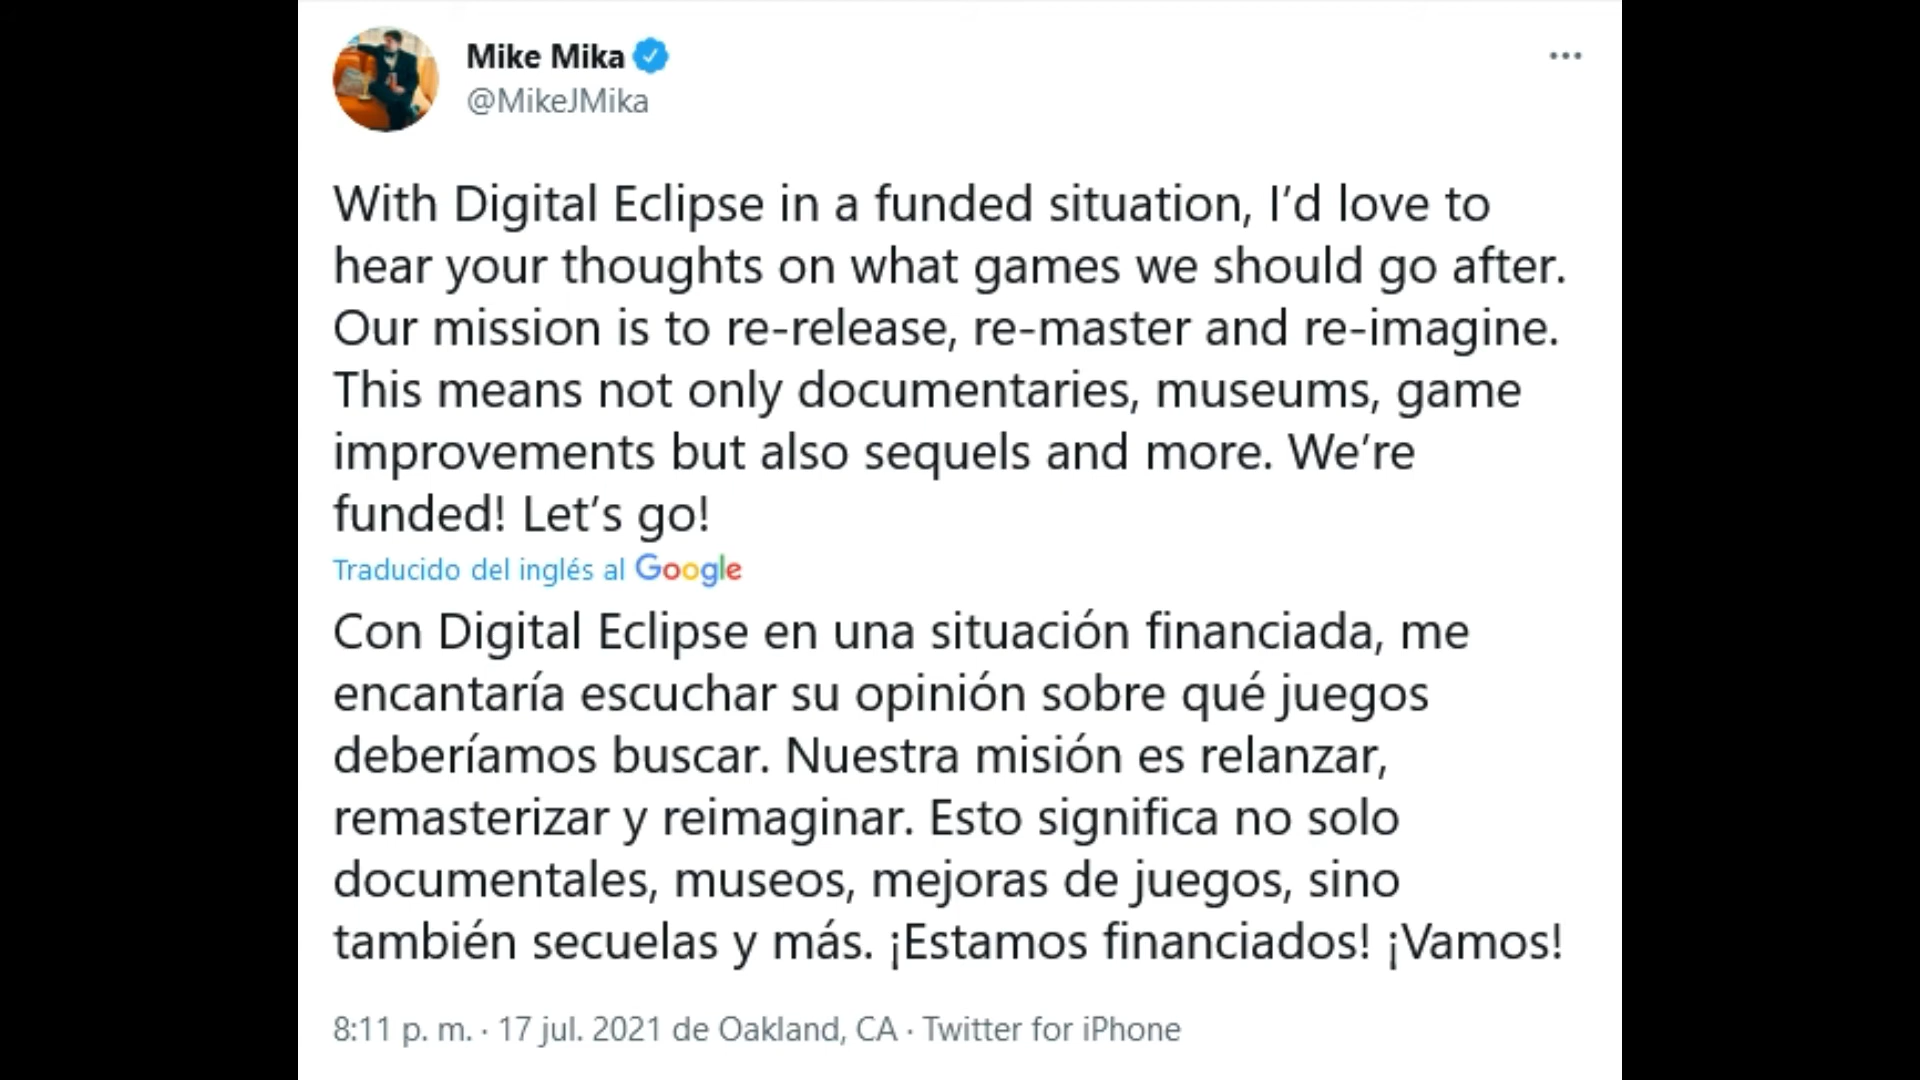 Mike Mika
@MikeJMika
With Digital Eclipse in a funded situation, I’d love to
hear your thoughts on what games we should go after.
Our mission is to re-release, re-master and re-imagine.
This means not only documentaries, museums, game
improvements but also sequels and more. We’re
funded! Let’s go!
Traducido del inglés al Google
Con Digital Eclipse en una situación financiada, me
encantaría escuchar su opinión sobre qué juegos
deberíamos buscar. Nuestra misión es relanzar,
remasterizar y reimaginar. Esto significa no solo
documentales, museos, mejoras de juegos, sino
también secuelas y más. ¡Estamos financiados! ¡Vamos!
8:11 p. m. · 17 jul. 2021 de Oakland, CA · Twitter for iPhone